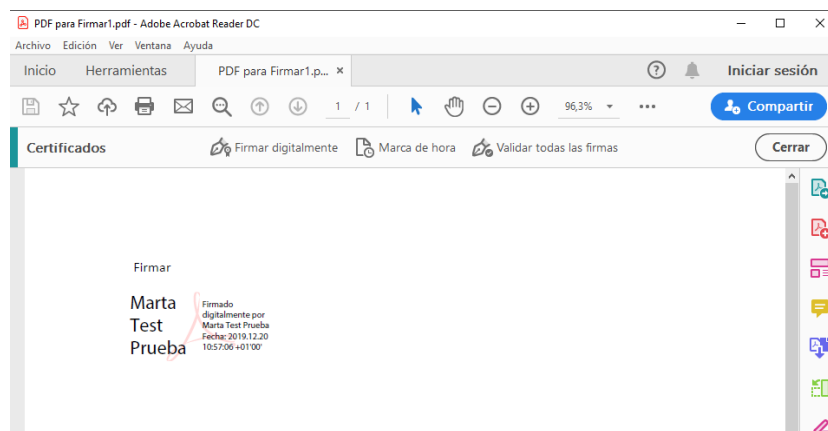 PDF para Firmar1.pdf - Adobe Acrobat Reader DC
Archivo Edición Ver Ventana Ayuda
Inicio Herramientas PDF para Firmar1.p... × Iniciar sesión
1 / 1 96,3% Compartir
Certificados Firmar digitalmente Marca de hora Validar todas las firmas Cerrar
Firmar
Marta
Test
Prueba
Firmado
digitalmente por
Marta Test Prueba
Fecha: 2019.12.20
10:57:06 +01'00'